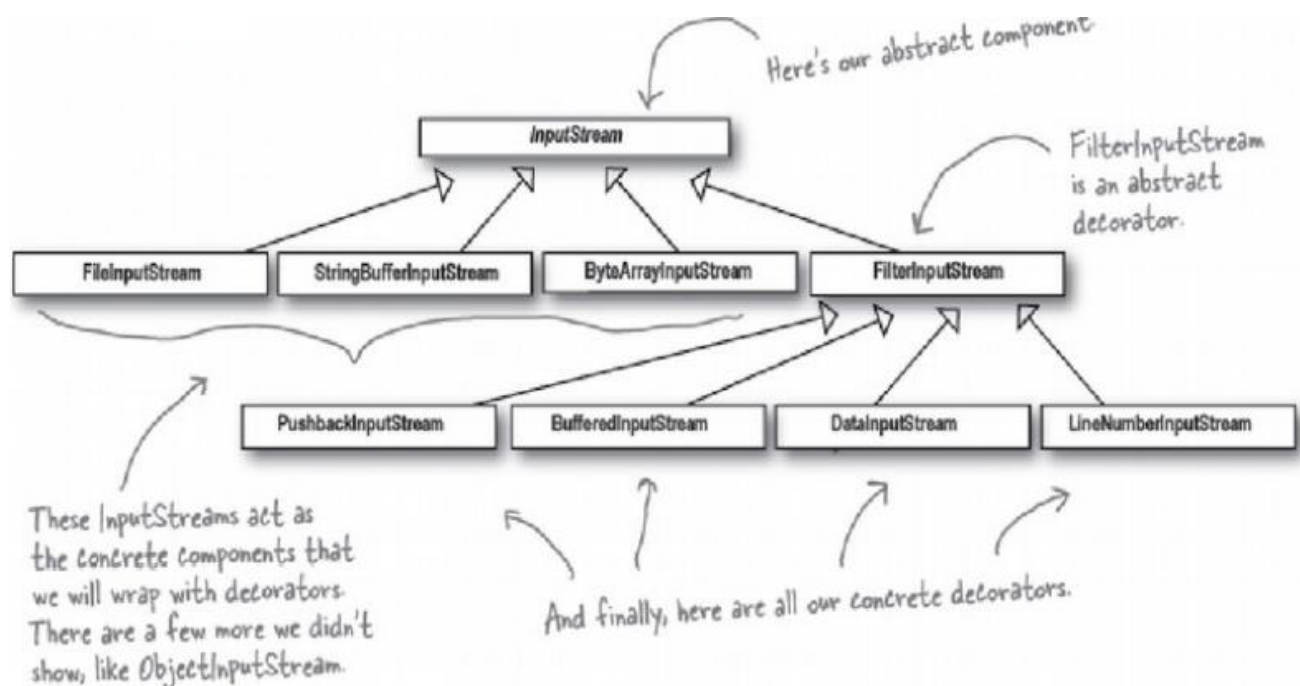 Here's our abstract component
InputStream
FilterInputStream
is an abstract
decorator.
FileInputStream
StringBufferInputStream
ByteArrayInputStream
FilterInputStream
PushbackInputStream
BufferedInputStream
DataInputStream
LineNumberInputStream
These InputStreams act as
the concrete components that
we will wrap with decorators.
There are a few more we didn't
show, like ObjectInputStream.
And finally, here are all our concrete decorators.